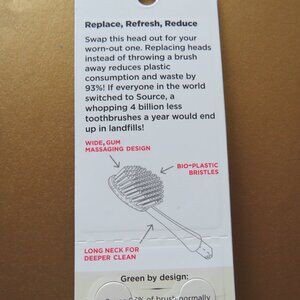 Replace, Refresh, Reduce
Swap this head out for your
worn-out one. Replacing heads
instead of throwing a brush
away reduces plastic
consumption and waste by
93%! If everyone in the world
switched to Source, a
whopping 4 billion less
toothbrushes a year would end
up in landfills!
WIDE, GUM
MASSAGING DESIGN
BIO-PLASTIC
BRISTLES
LONG NECK FOR
DEEPER CLEAN
Green by design:
of brush normally